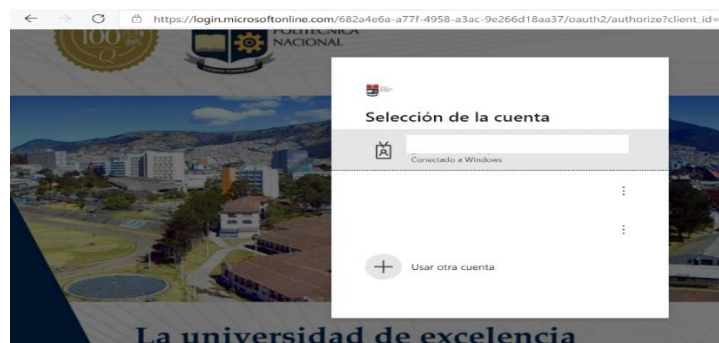 https://login.microsoftonline.com/682a4e6a-a77f-4958-a3ac-9e266d18aa37/oauth2/authorize?client_id=
100
POLITÉCNICA
NACIONAL
Selección de la cuenta
Conectado a Windows
Usar otra cuenta
La universidad de excelencia